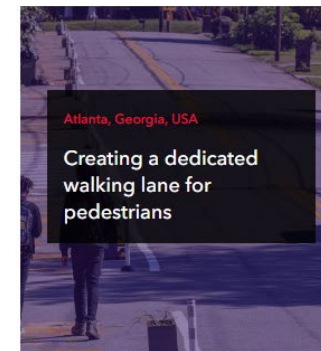 Atlanta, Georgia, USA
Creating a dedicated
walking lane for
pedestrians